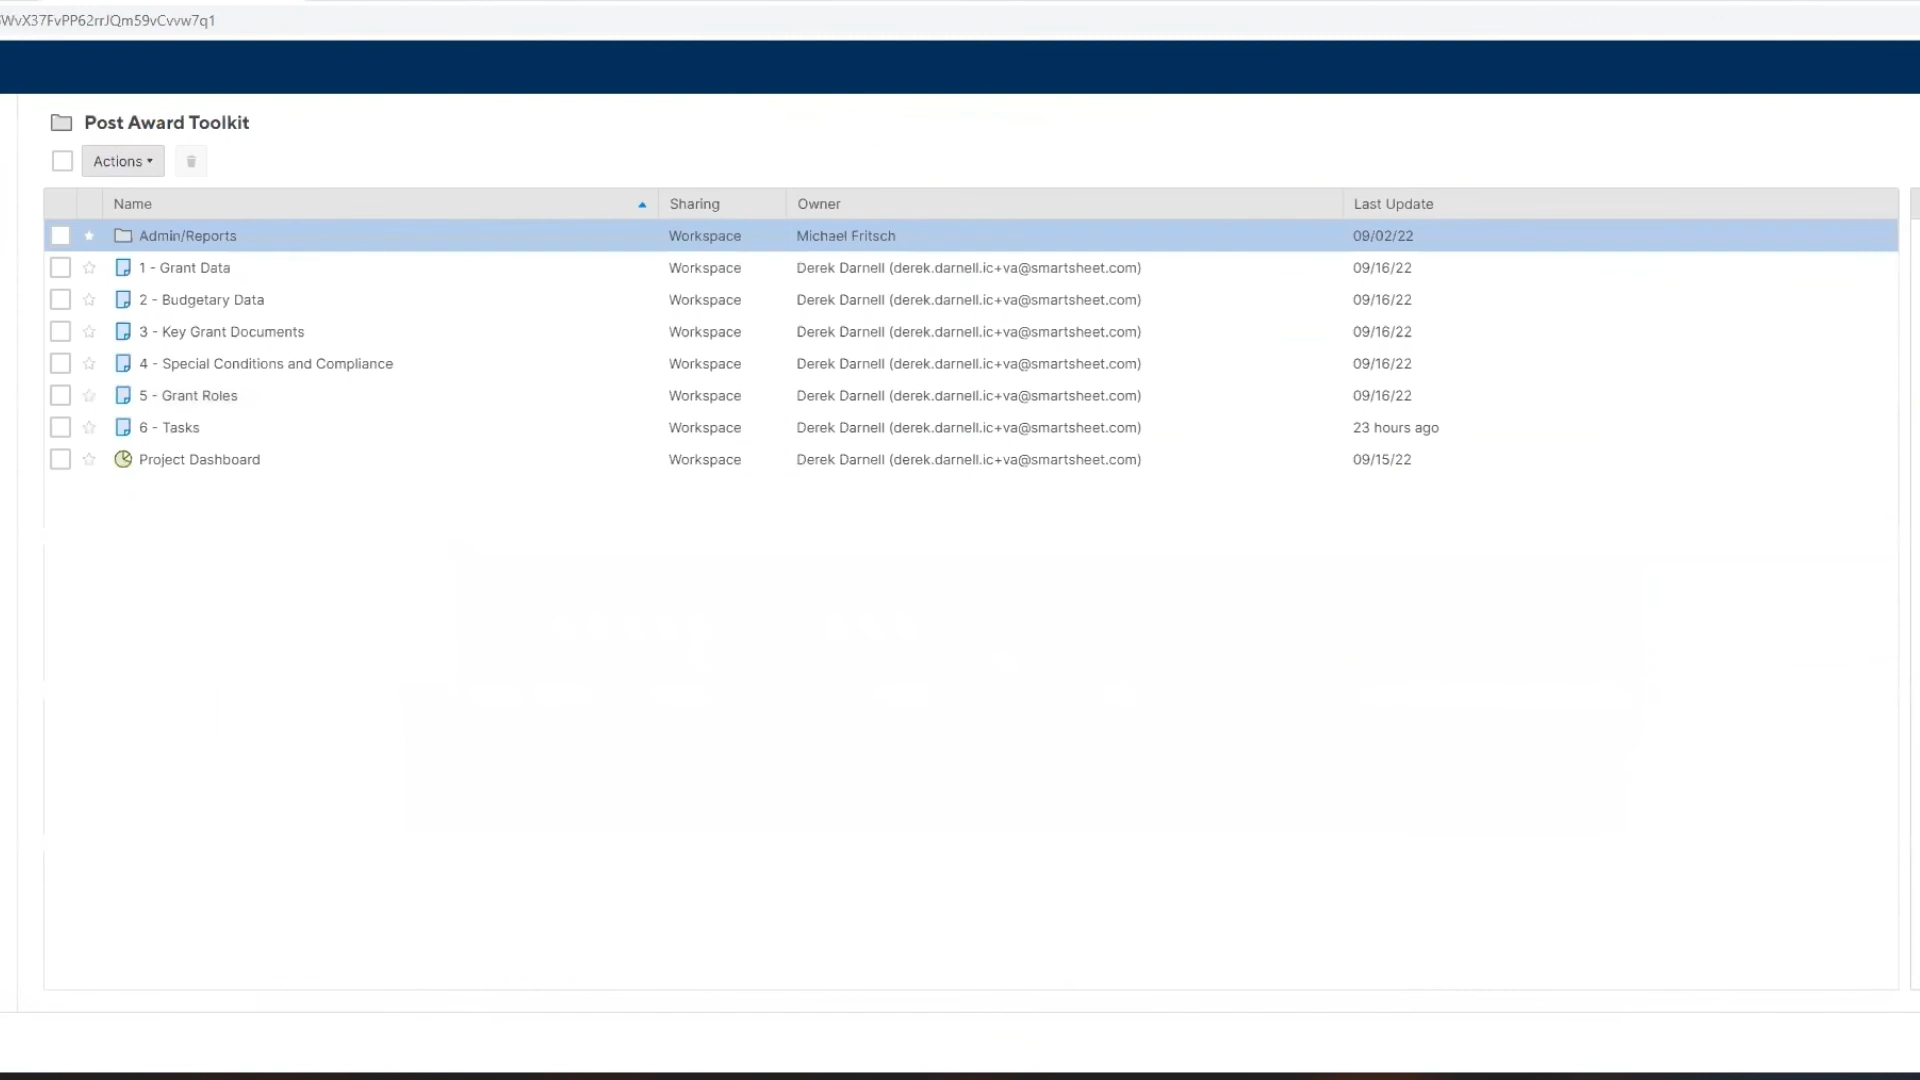 WvX37FvPP62rrJQm59vCvvw7q1
Post Award Toolkit
Actions
Name Sharing Owner Last Update
Admin/Reports Workspace Michael Fritsch 09/02/22
1 - Grant Data Workspace Derek Darnell (derek.darnell.ic+va@smartsheet.com) 09/16/22
2 - Budgetary Data Workspace Derek Darnell (derek.darnell.ic+va@smartsheet.com) 09/16/22
3 - Key Grant Documents Workspace Derek Darnell (derek.darnell.ic+va@smartsheet.com) 09/16/22
4 - Special Conditions and Compliance Workspace Derek Darnell (derek.darnell.ic+va@smartsheet.com) 09/16/22
5 - Grant Roles Workspace Derek Darnell (derek.darnell.ic+va@smartsheet.com) 09/16/22
6 - Tasks Workspace Derek Darnell (derek.darnell.ic+va@smartsheet.com) 23 hours ago
Project Dashboard Workspace Derek Darnell (derek.darnell.ic+va@smartsheet.com) 09/15/22